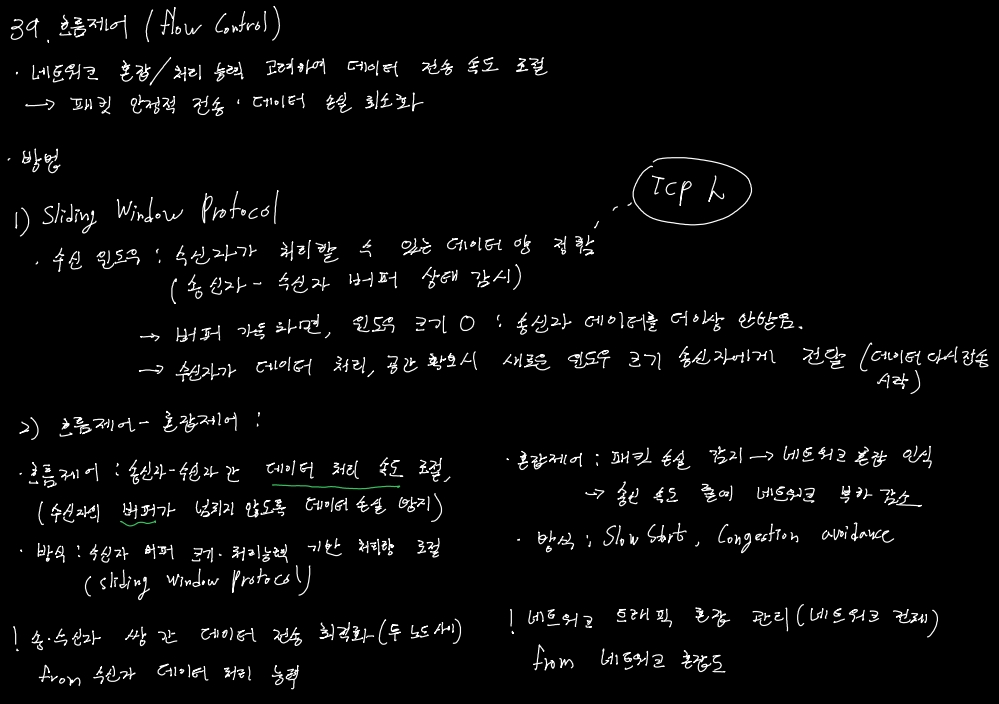 39. 흐름제어 (flow control)
· 네트워크 혼잡/처리 능력 고려하여 데이터 전송 속도 조절
→ 패킷 안정적 전송 · 데이터 손실 최소화
· 방법
1) Sliding Window Protocol
TCP
· 수신 윈도우 : 수신자가 처리할 수 있는 데이터 양 정함
(송신자 - 수신자 버퍼 상태 감시)
→ 버퍼 가득 차면, 윈도우 크기 0 : 송신자 데이터를 더이상 안받음.
→ 수신자가 데이터 처리, 공간 확보시 새로운 윈도우 크기 송신자에게 전달 (데이터 다시 전송
시작)
2) 흐름제어 - 혼잡제어 :
· 흐름제어 : 송신자-수신자 간 데이터 처리 속도 조절,
(수신자의 버퍼가 넘치지 않도록 데이터 손실 방지)
· 방식 : 수신자 버퍼 크기 · 처리능력 기반 처리량 조절
(sliding window protocol)
! 송·수신자 쌍 간 데이터 전송 최적화 (두 노드)
from 수신자 데이터 처리 능력
· 혼잡제어 : 패킷 손실 감지 → 네트워크 혼잡 인식
→ 송신 속도 줄여 네트워크 부하 감소
· 방식 : Slow Start, Congestion avoidance
! 네트워크 트래픽 혼잡 관리 (네트워크 전체)
from 네트워크 혼잡도